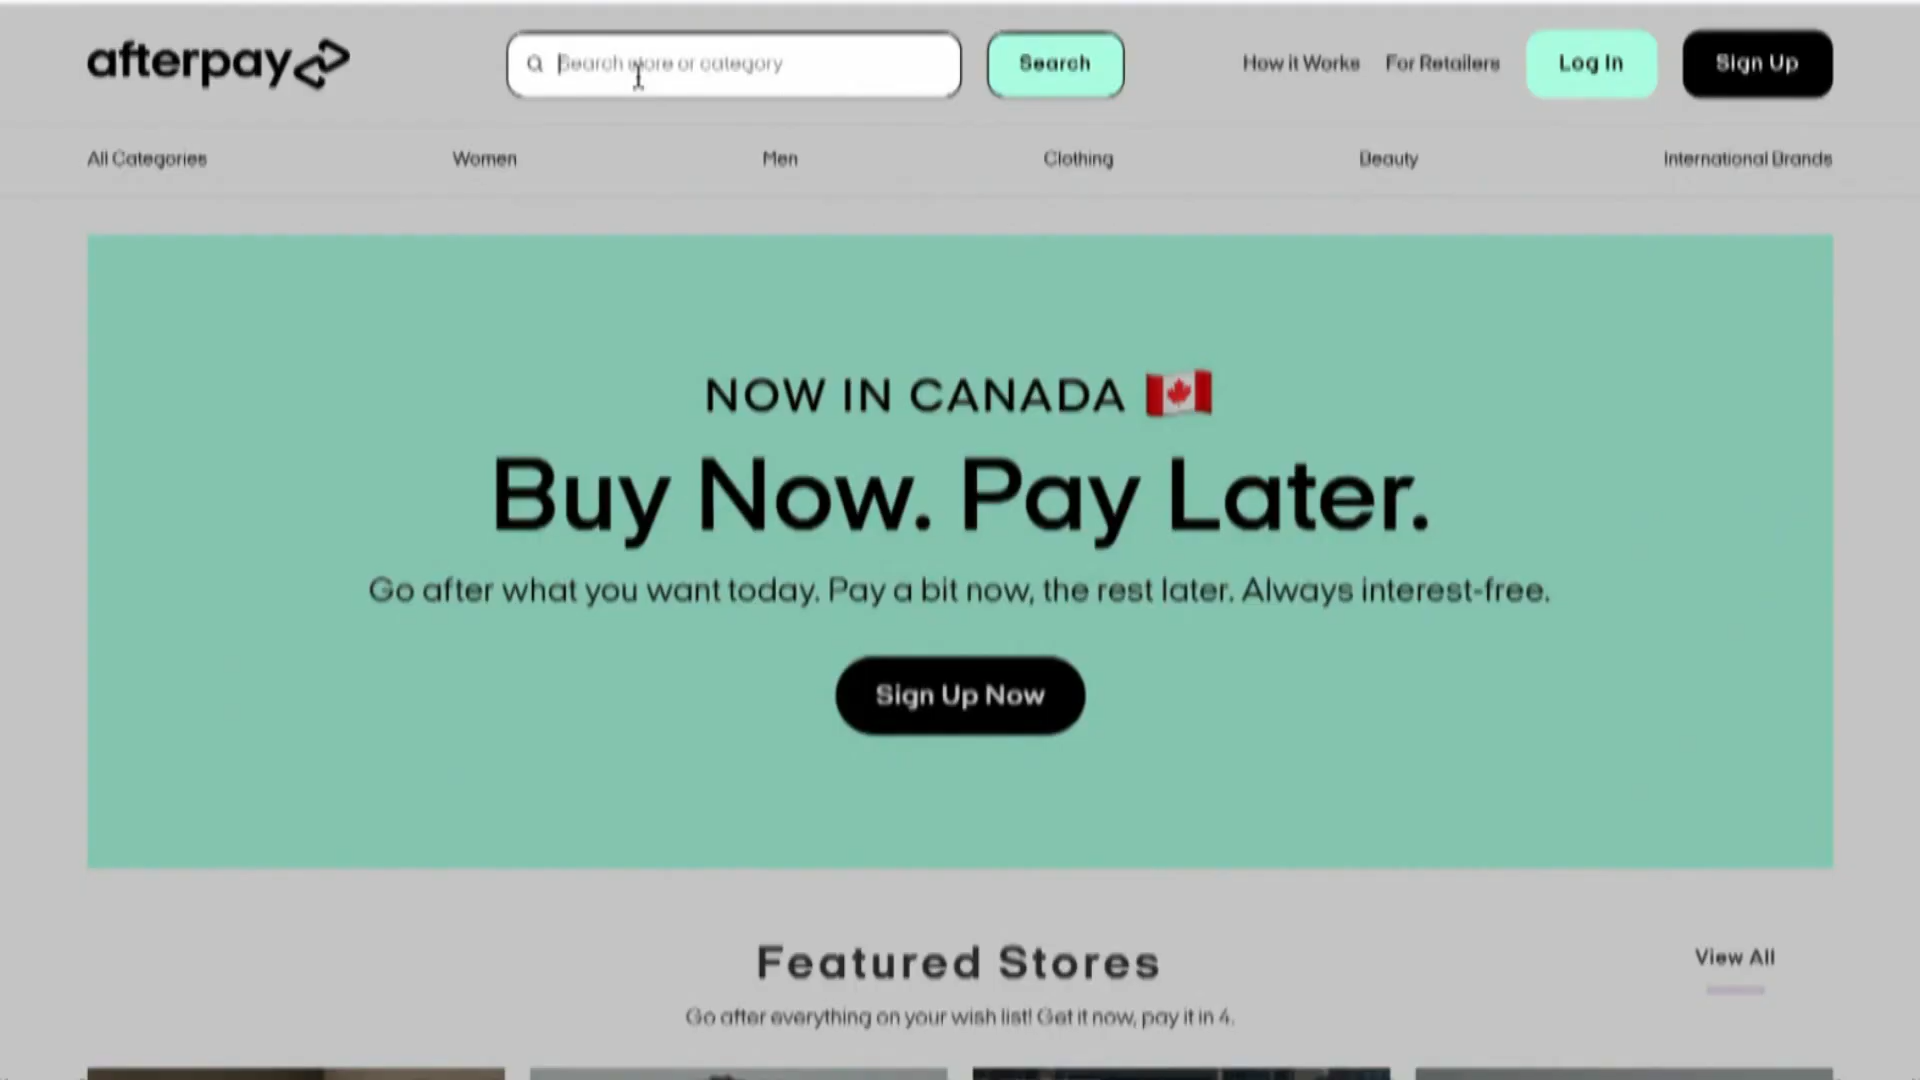 afterpay
Search store or category
Search
How it Works
For Retailers
Log In
Sign Up
All Categories
Women
Men
Clothing
Beauty
International Brands
NOW IN CANADA
Buy Now. Pay Later.
Go after what you want today. Pay a bit now, the rest later. Always interest-free.
Sign Up Now
Featured Stores
View All
Go after everything on your wish list! Get it now, pay it in 4.